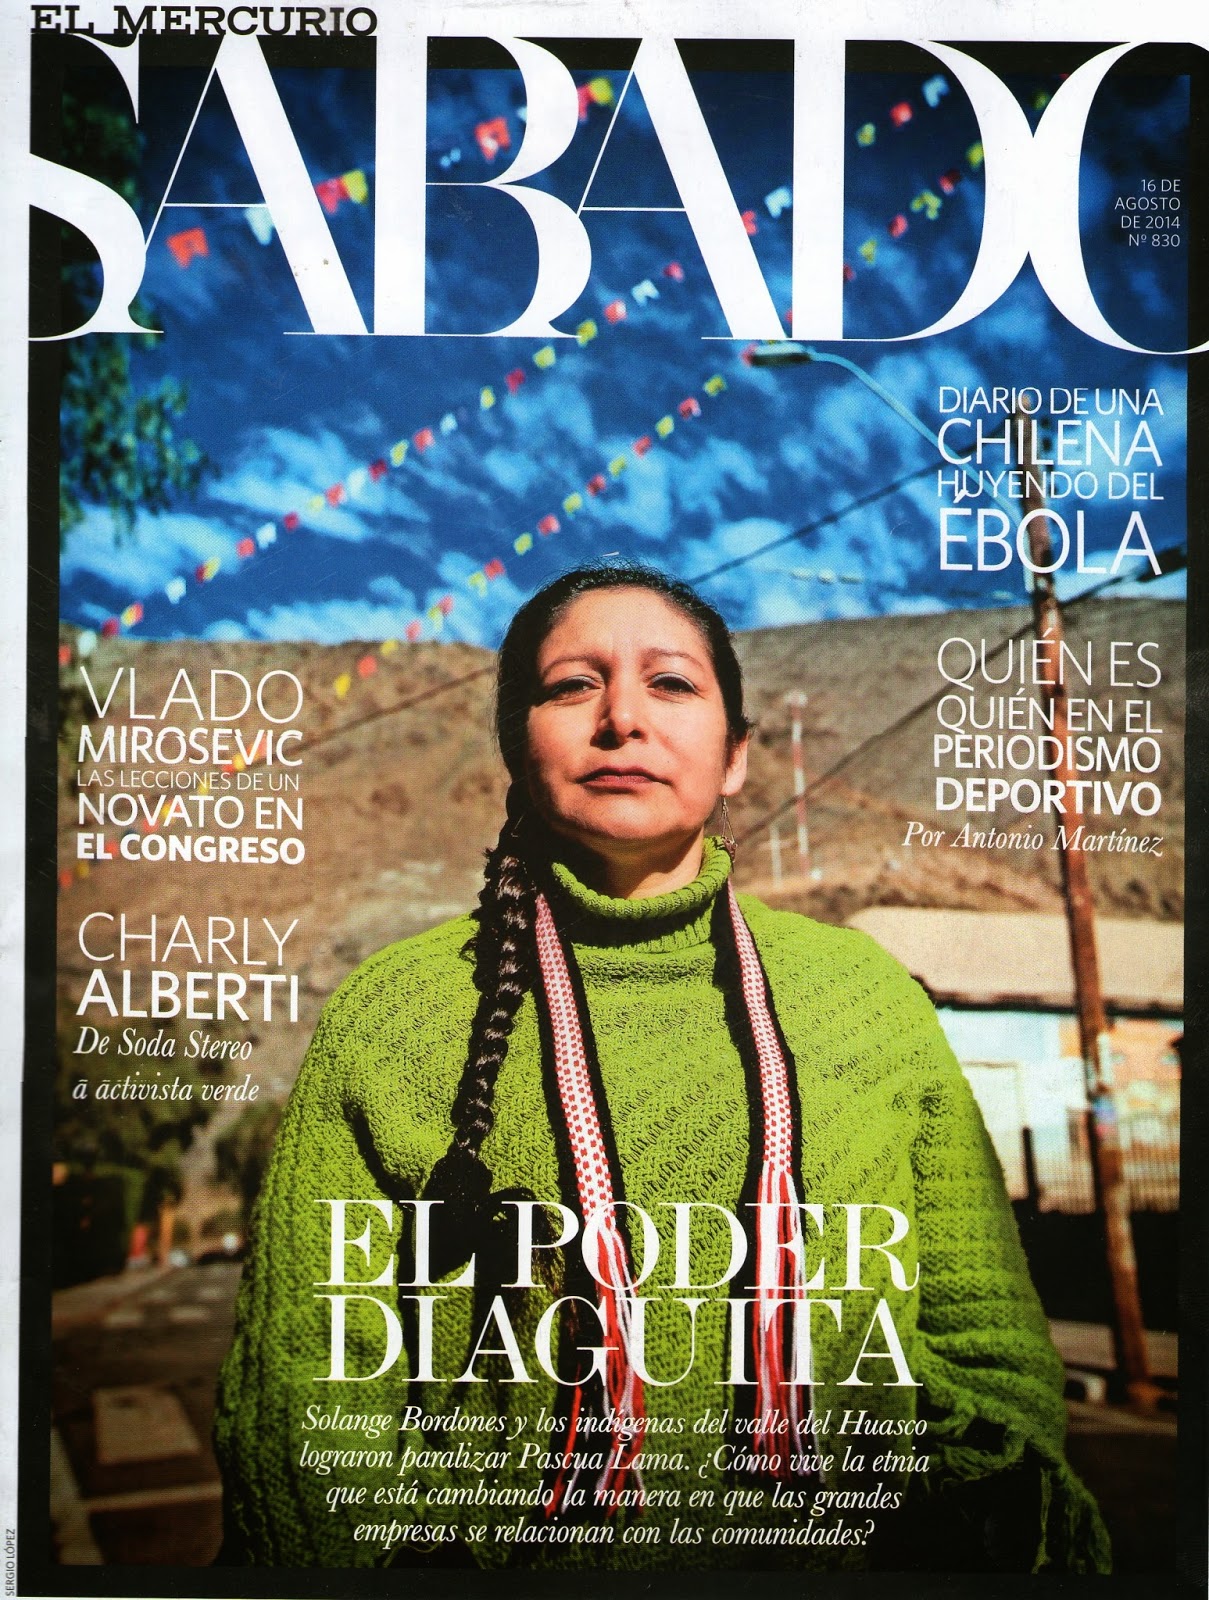 EL MERCURIO
SÁBADO
16 DE
AGOSTO
DE 2014
Nº 830
DIARIO DE UNA
CHILENA
HUYENDO DEL
ÉBOLA
VLADO
MIROSEVIC
LAS LECCIONES DE UN
NOVATO EN
EL CONGRESO
QUIÉN ES
QUIÉN EN EL
PERIODISMO
DEPORTIVO
Por Antonio Martínez
CHARLY
ALBERTI
De Soda Stereo
a activista verde
EL PODER
DIAGUITA
Solange Bordones y los indígenas del valle del Huasco
lograron paralizar Pascua Lama. ¿Cómo vive la etnia
que está cambiando la manera en que las grandes
empresas se relacionan con las comunidades?
SERGIO LÓPEZ